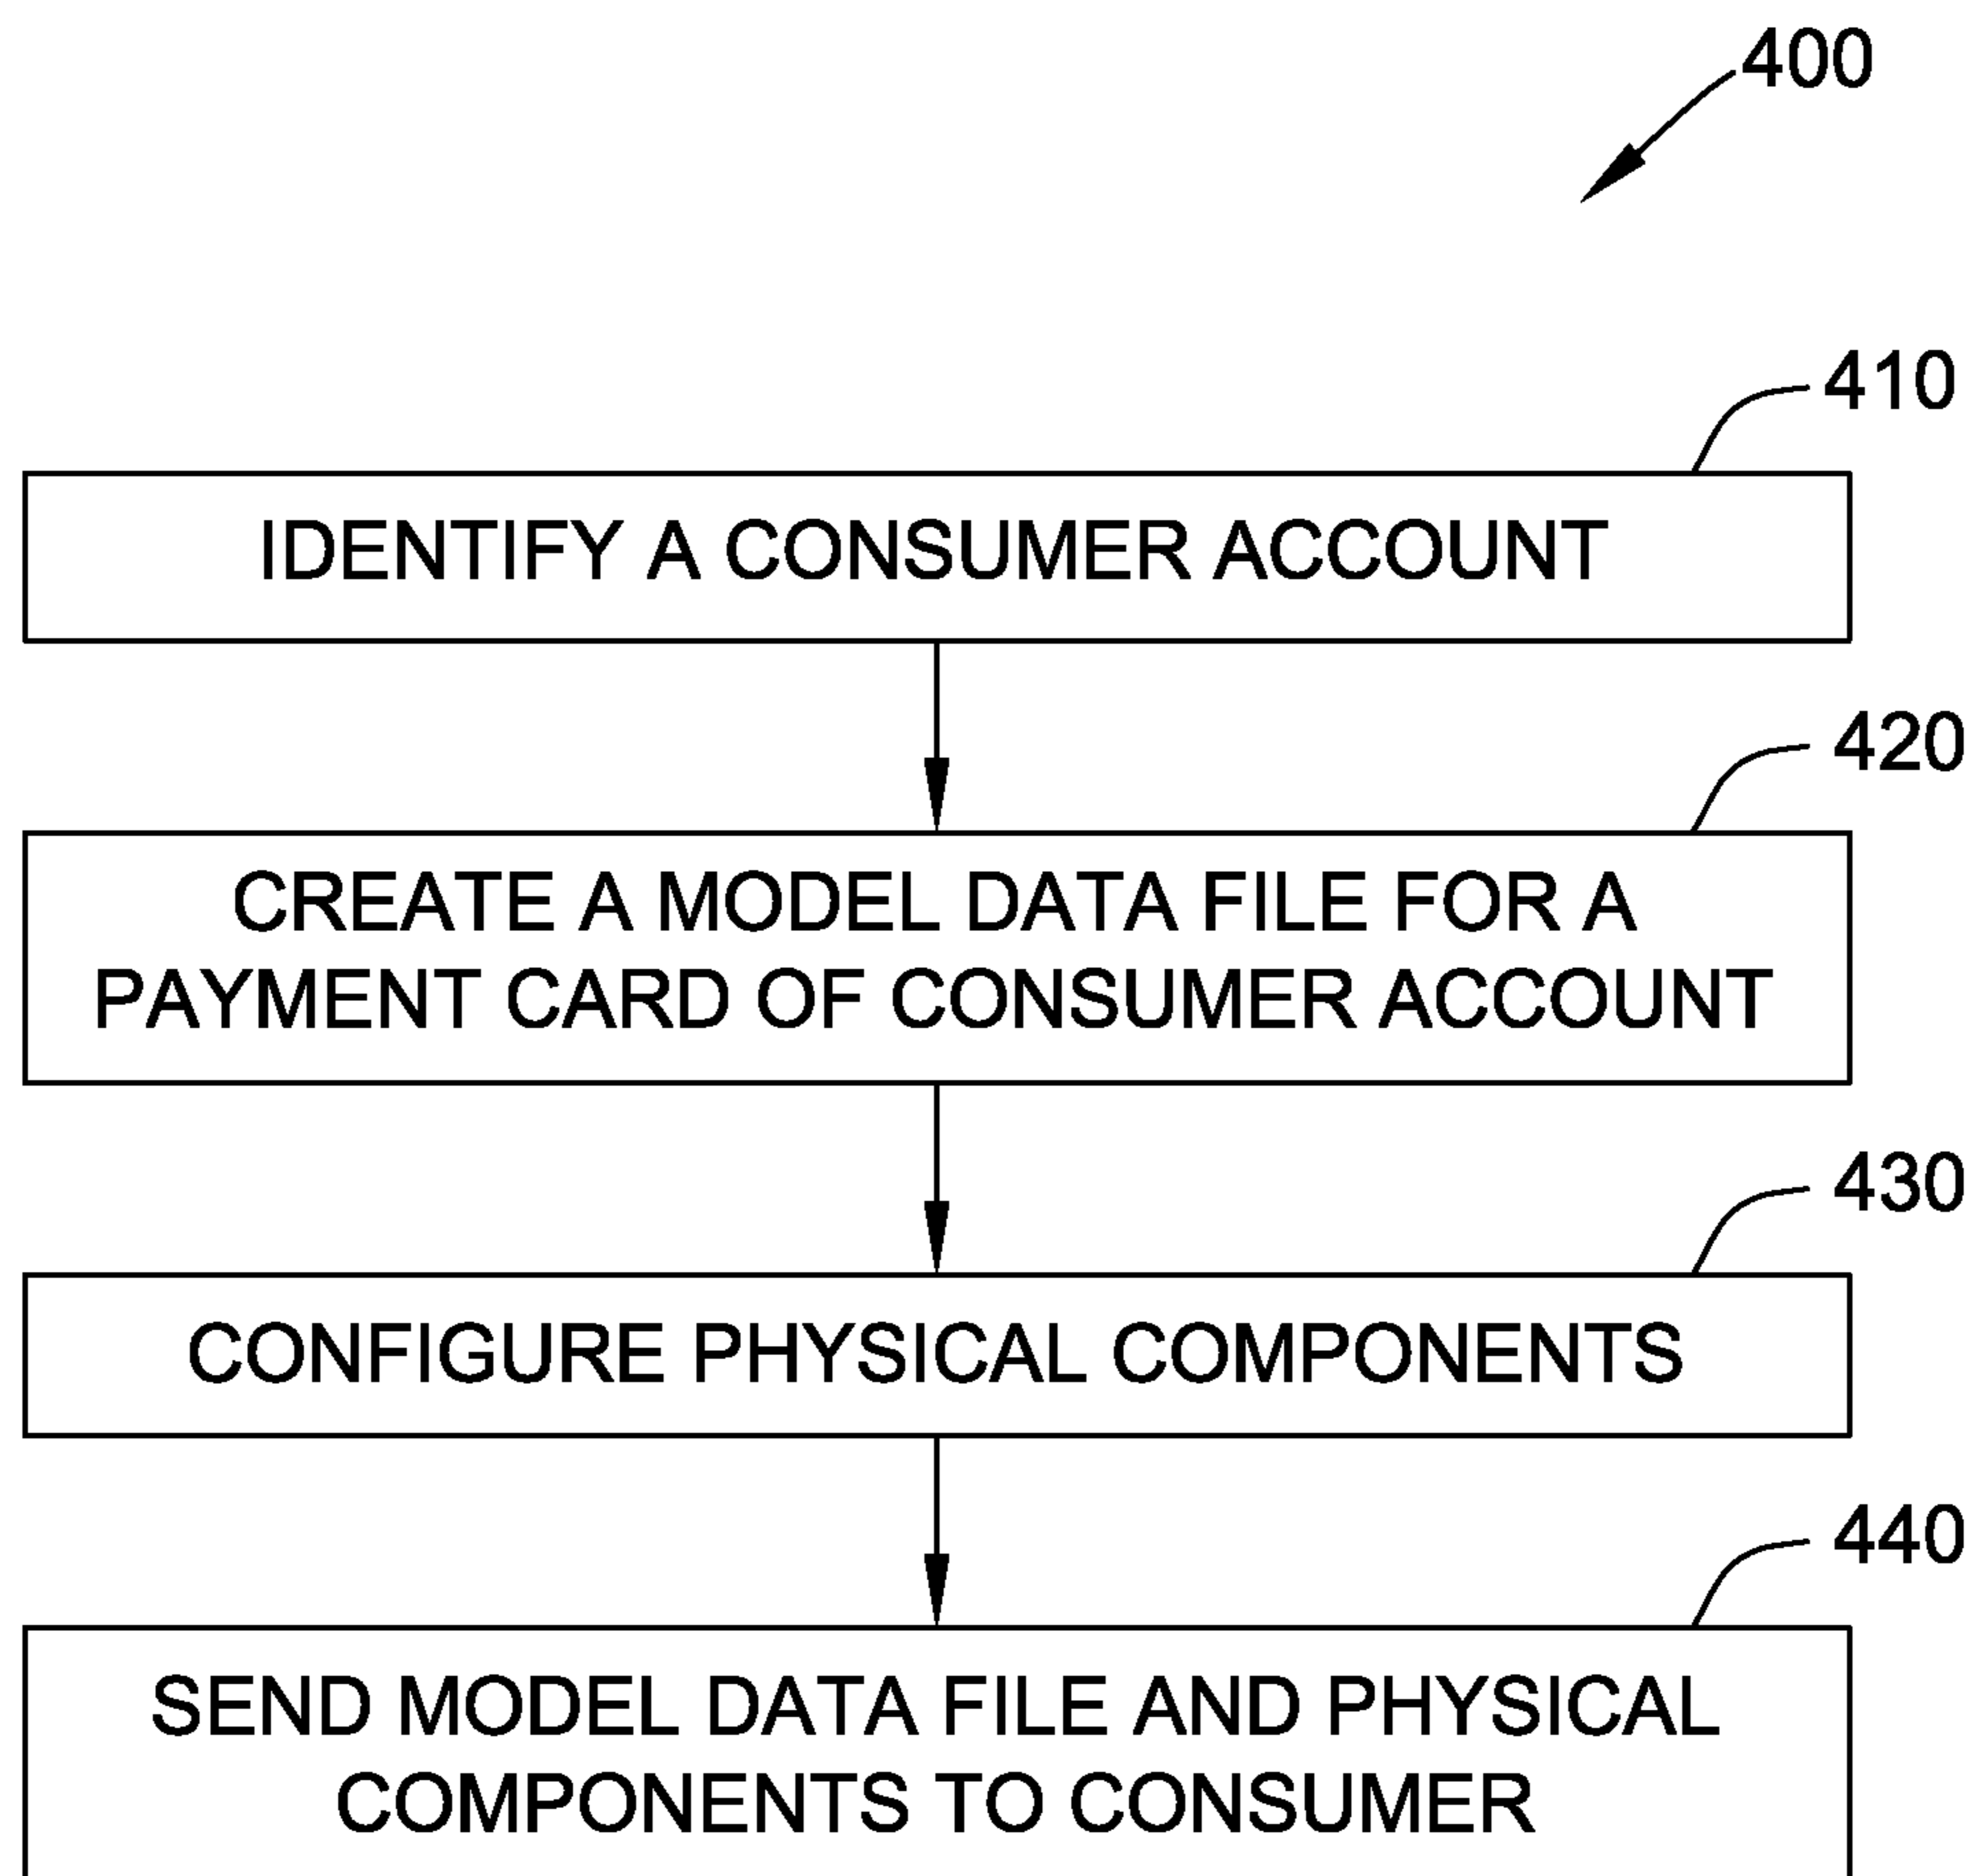 400
410
IDENTIFY A CONSUMER ACCOUNT
420
CREATE A MODEL DATA FILE FOR A
PAYMENT CARD OF CONSUMER ACCOUNT
430
CONFIGURE PHYSICAL COMPONENTS
440
SEND MODEL DATA FILE AND PHYSICAL
COMPONENTS TO CONSUMER